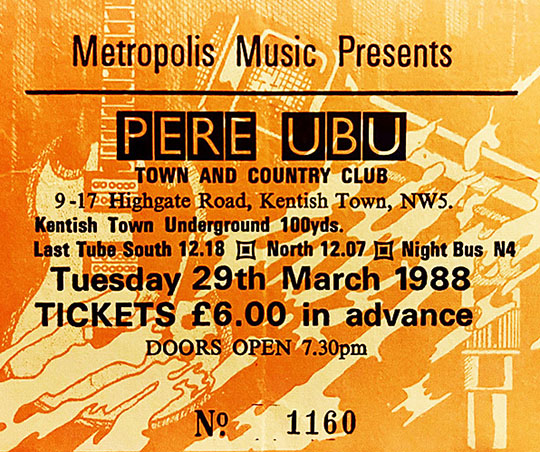 Metropolis Music Presents
PERE UBU
TOWN AND COUNTRY CLUB
9-17 Highgate Road, Kentish Town, NW5.
Kentish Town Underground 100yds.
Last Tube South 12.18 North 12.07 Night Bus N4
Tuesday 29th March 1988
TICKETS £6.00 in advance
DOORS OPEN 7.30pm
No 1160